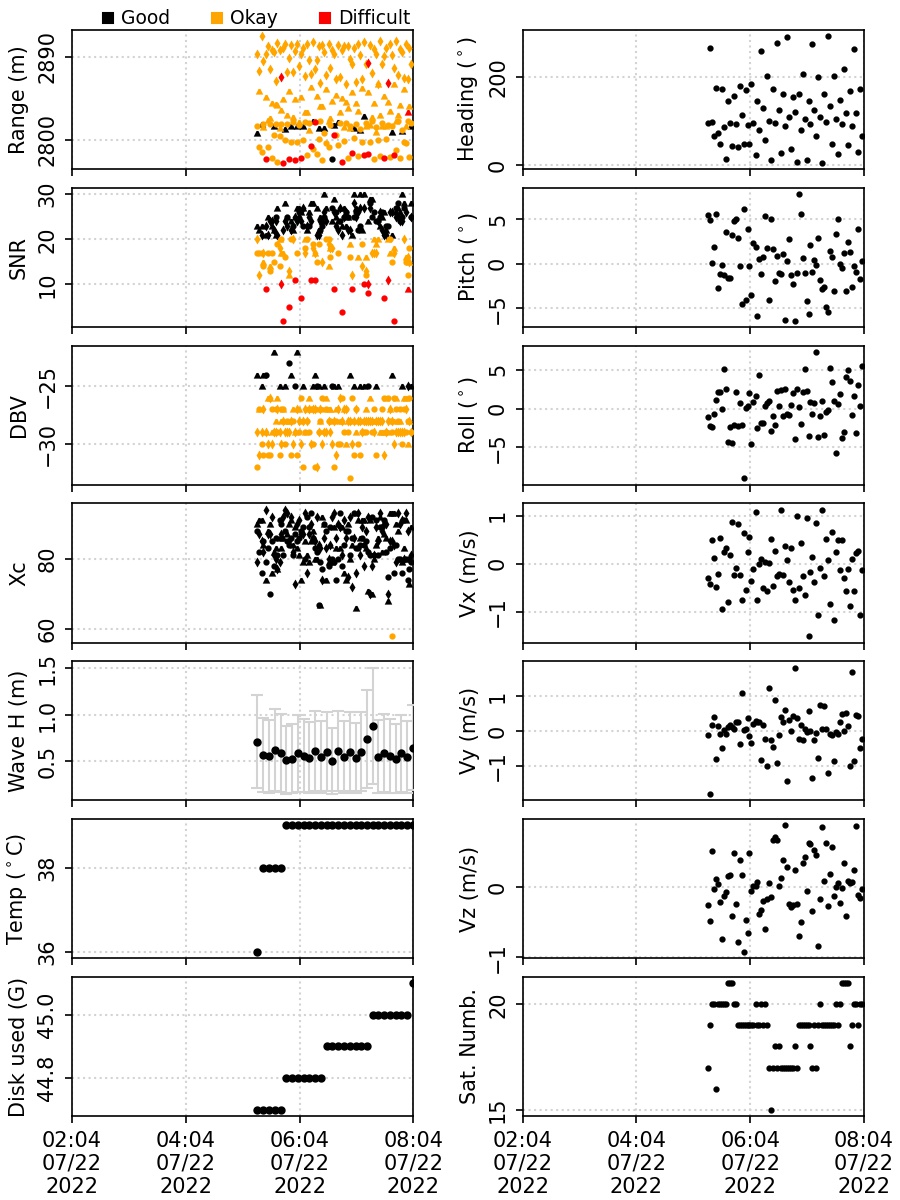 Good Okay Difficult
Range (m)
2890
2800
Heading (°)
200
0
SNR
30
20
10
Pitch (°)
5
0
−5
DBV
−25
−30
Roll (°)
5
0
−5
Xc
80
60
Vx (m/s)
1
0
−1
Wave H (m)
1.5
1.0
0.5
Vy (m/s)
1
0
−1
Temp (°C)
38
36
Vz (m/s)
0
−1
Disk used (G)
45.0
44.8
Sat. Numb.
20
15
02:04 04:04 06:04 08:04 02:04 04:04 06:04 08:04
07/22 07/22 07/22 07/22 07/22 07/22 07/22 07/22
2022 2022 2022 2022 2022 2022 2022 2022